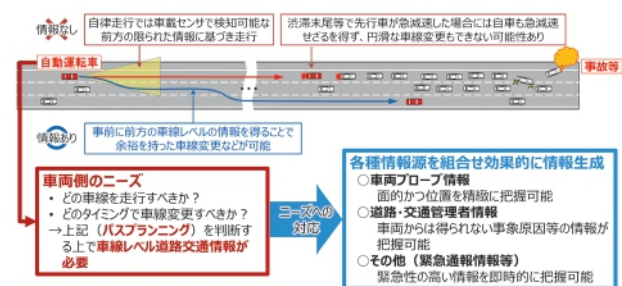 情報なし
自律走行では車載センサで検知可能な
前方の限られた情報に基づき走行
渋滞末尾等で先行車が急減速した場合には自車も急減速
せざるを得ず、円滑な車線変更もできない可能性あり
自動運転車
事故等
情報あり
事前に前方の車線レベルの情報を得ることで
余裕を持った車線変更などが可能
車両側のニーズ
・ どの車線を走行すべきか？
・ どのタイミングで車線変更すべきか？
→上記（パスプランニング）を判断す
る上で車線レベル道路交通情報が
必要
ニーズへの
対応
各種情報源を組合せ効果的に情報生成
○車両プローブ情報
面的かつ位置を精緻に把握可能
○道路・交通管理者情報
車両からは得られない事象原因等の情報が
把握可能
○その他（緊急通報情報等）
緊急性の高い情報を即時的に把握可能